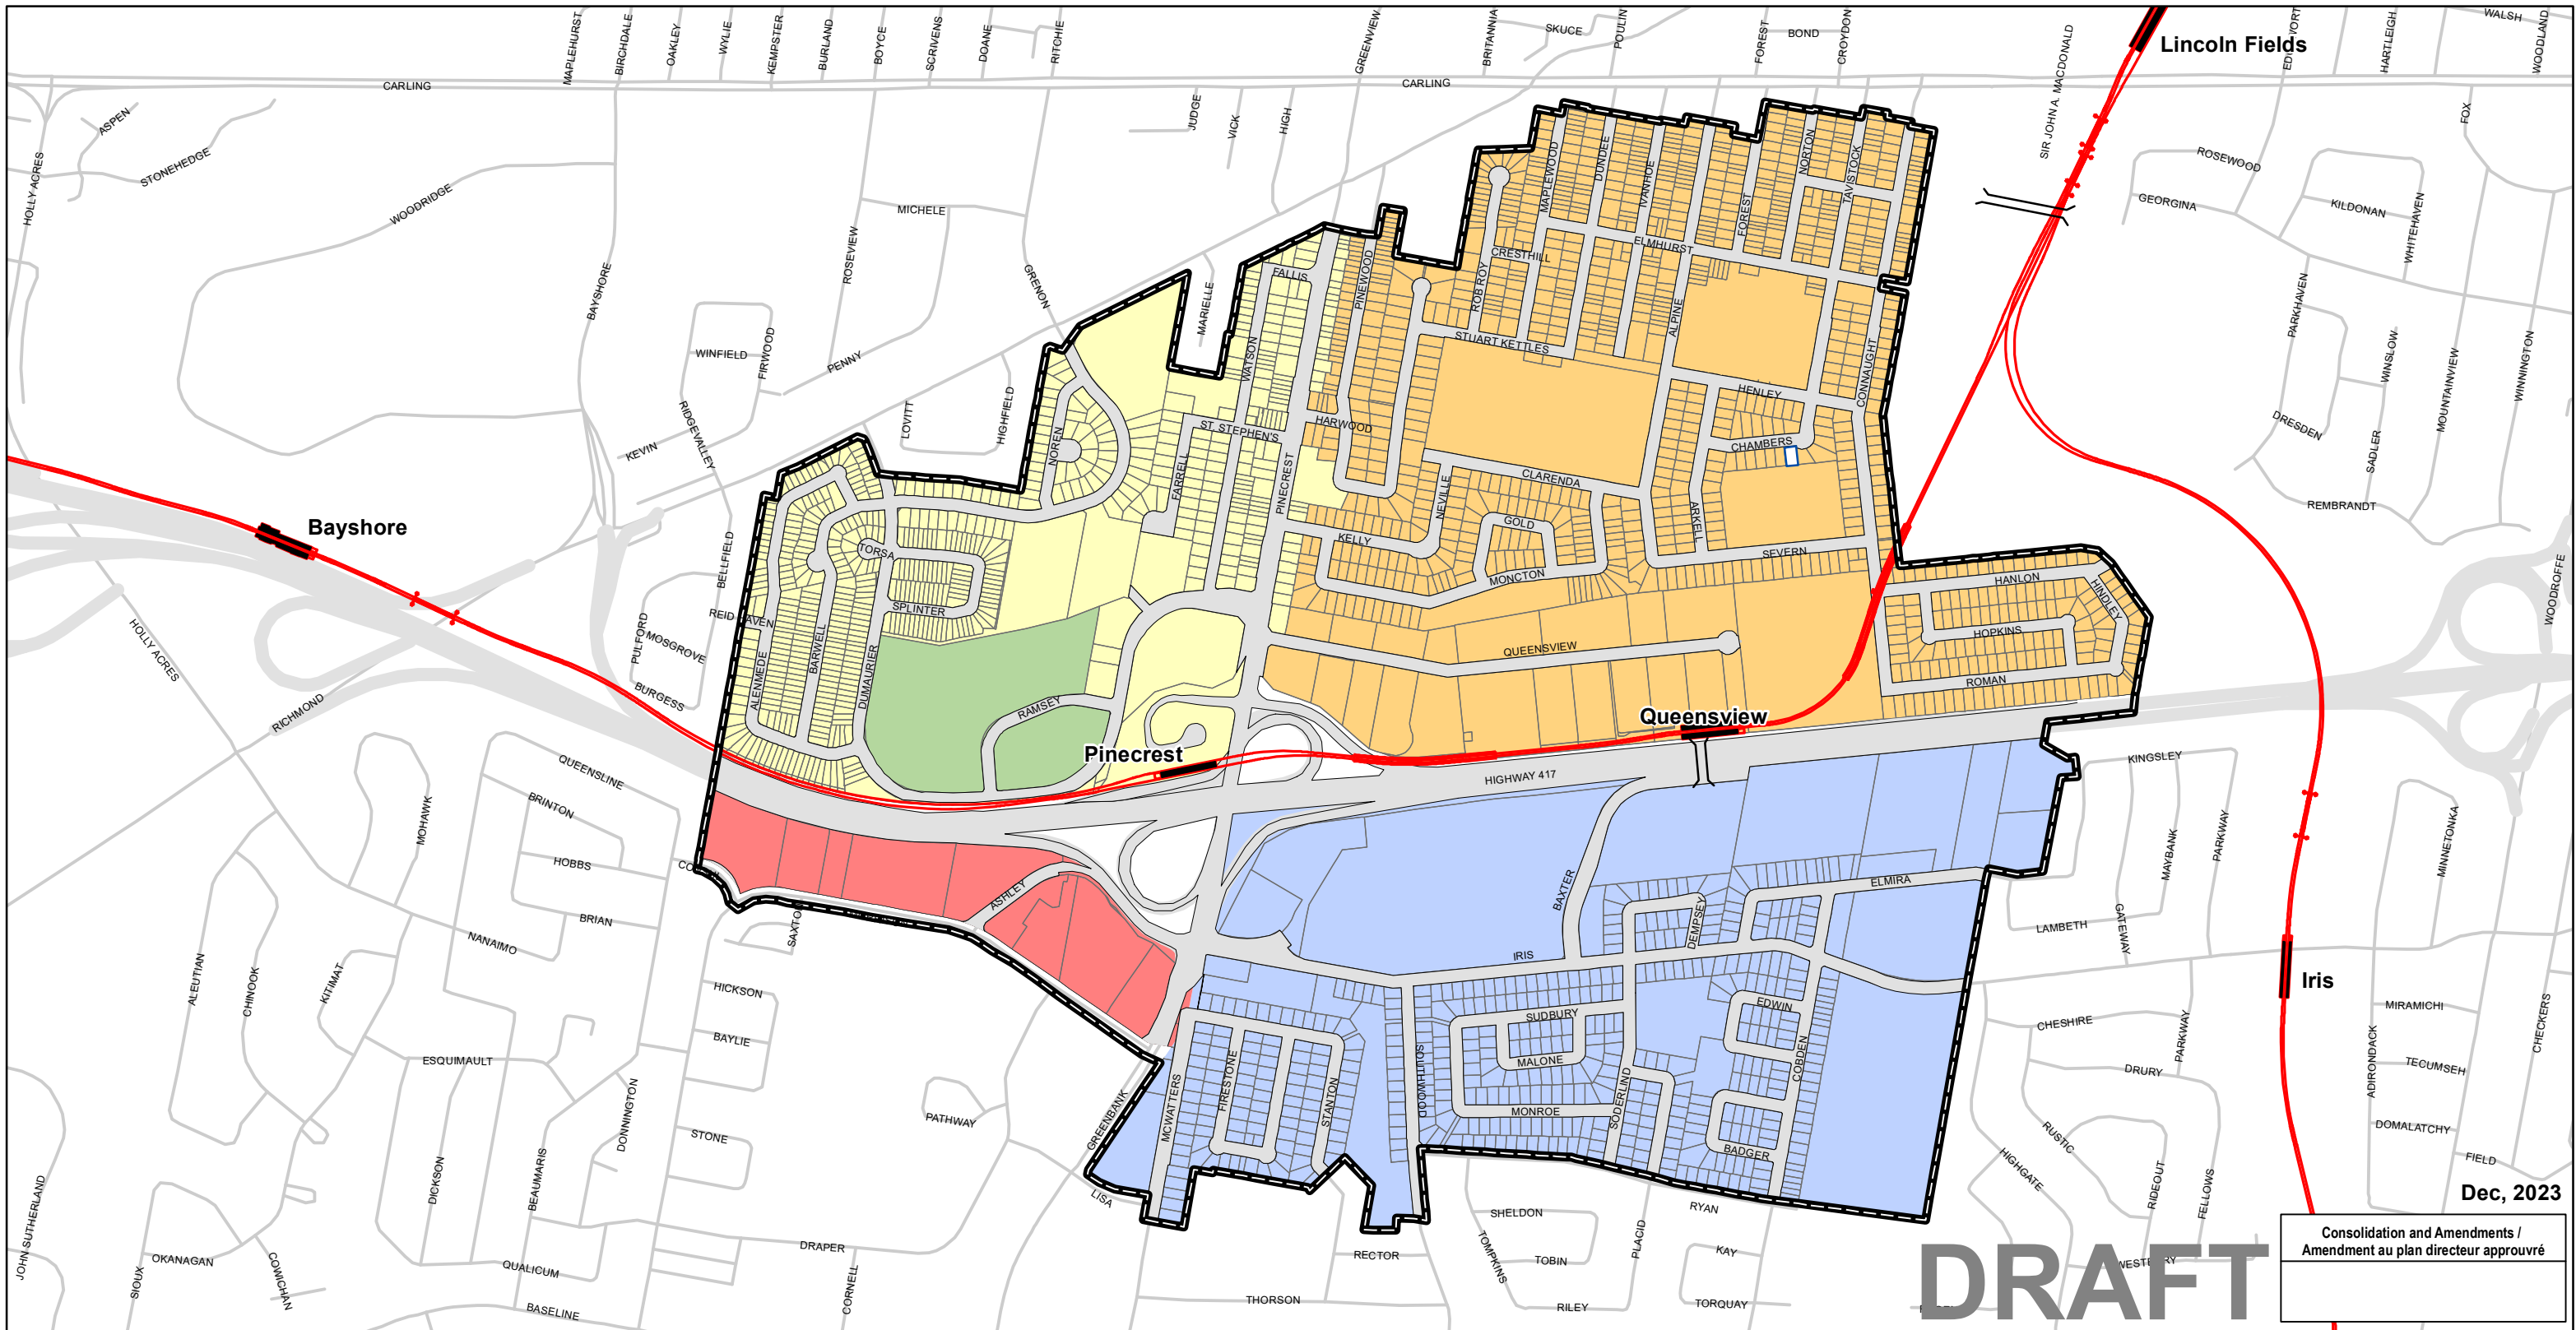 MAPLEHURST
BIRCHDALE
OAKLEY
WYLIE
KEMPSTER
BURLAND
BOYCE
SCRIVENS
DOANE
RITCHIE
GREENVIEW
BRITANNIA
SKUCE
POULIN
FOREST
BOND
CROYDON
SIR JOHN A. MACDONALD
Lincoln Fields
HARTLEIGH
WALSH
WOODLAND
CARLING
CARLING
ASPEN
STONEHEDGE
HOLLY ACRES
WOODRIDGE
BAYSHORE
ROSEVIEW
MICHELE
GRENON
JUDGE
VICK
HIGH
FOX
ROSEWOOD
GEORGINA
KILDONAN
WHITEHAVEN
PARKHAVEN
WINSLOW
MOUNTAINVIEW
WINNINGTON
DRESDEN
SADLER
REMBRANDT
WOODROFFE
WINFIELD
FIRWOOD
PENNY
RIDGEVALLEY
KEVIN
LOVITT
HIGHFIELD
MARIELLE
FALLIS
WATSON
PINEWOOD
CRESTHILL
ROB ROY
MAPLEWOOD
DUNDEE
IVANHOE
FOREST
NORTON
TAVISTOCK
ELMHURST
ALPINE
STUART KETTLES
HENLEY
CONNAUGHT
CHAMBERS
NOREN
FARRELL
ST. STEPHEN'S
PINECREST
HARWOOD
CLARENDA
NEVILLE
GOLD
ARKELL
KELLY
MONCTON
SEVERN
HANLON
HINDLEY
HOPKINS
ROMAN
QUEENSVIEW
Bayshore
BELLFIELD
PULFORD
MOSGROVE
BURGESS
TORSA
SPLINTER
ALENMEDE
BARWELL
DUMAURIER
RAMSEY
Pinecrest
Queensview
HIGHWAY 417
HOLLY ACRES
RICHMOND
QUEENSLINE
BRINTON
HOBBS
BRIAN
MOHAWK
NANAIMO
ALEUTIAN
CHINOOK
KITIMAT
ESQUIMAULT
SAXTON
HICKSON
BAYLIE
STONE
DONNINGTON
BEAUMARIS
DICKSON
PATHWAY
DRAPER
QUALICUM
BASELINE
CORNELL
JOHN SUTHERLAND
SIOUX
OKANAGAN
COWICHAN
ASHLEY
GREENBANK
LISA
MCWATTERS
FIRESTONE
STANTON
SOUTHWOOD
IRIS
BAXTER
DEMPSEY
ELMIRA
SUDBURY
MALONE
MONROE
SODERLIND
EDWIN
COBDEN
BADGER
KINGSLEY
MAYBANK
PARKWAY
LAMBETH
GATEWAY
MINNETONKA
Iris
CHESHIRE
PARKWAY
DRURY
RUSTIC
HIGHGATE
RIDEOUT
FELLOWS
MIRAMICHI
ADIRONDACK
TECUMSEH
DOMALATCHY
CHECKERS
FIELD
RECTOR
THORSON
SHELDON
TOMPKINS
TOBIN
RILEY
PLACID
RYAN
KAY
TORQUAY
Dec, 2023
DRAFT
Consolidation and Amendments /
Amendment au plan directeur approuvré